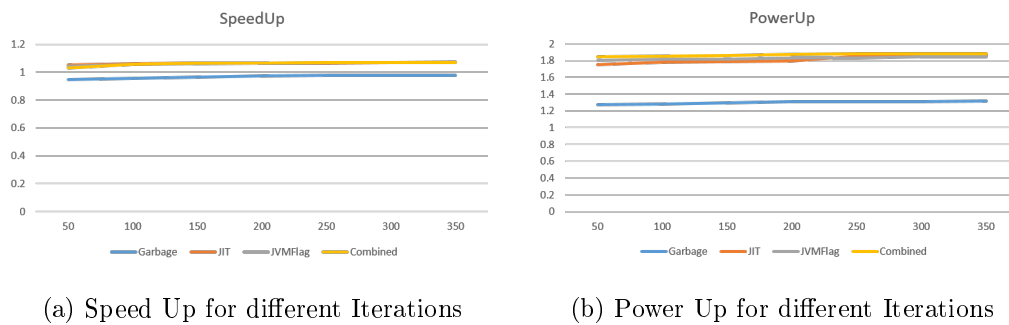 SpeedUp
1.2
1
0.8
0.6
0.4
0.2
0
50 100 150 200 250 300 350
Garbage JIT JVMFlag Combined
(a) Speed Up for different Iterations
PowerUp
2
1.8
1.6
1.4
1.2
1
0.8
0.6
0.4
0.2
0
50 100 150 200 250 300 350
Garbage JIT JVMFlag Combined
(b) Power Up for different Iterations